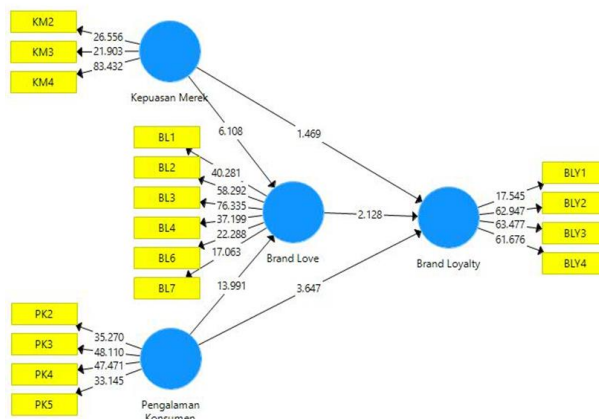 KM2
26.556
KM3
21.903
KM4
83.432
Kepuasan Merek
6.108
1.469
BL1
40.281
BL2
58.292
BL3
76.335
BL4
37.199
BL6
22.288
BL7
17.063
Brand Love
2.128
BLY1
17.545
BLY2
62.947
BLY3
63.477
BLY4
61.676
Brand Loyalty
13.991
3.647
PK2
35.270
PK3
48.110
PK4
47.471
PK5
33.145
Pengalaman
Konsumen